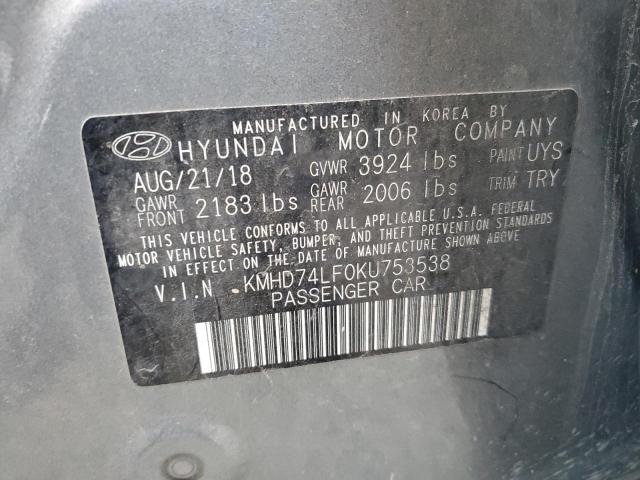 MANUFACTURED IN KOREA BY
HYUNDAI MOTOR COMPANY
AUG/21/18 GVWR 3924 lbs PAINT UYS
GAWR FRONT 2183 lbs GAWR REAR 2006 lbs TRIM TRY
THIS VEHICLE CONFORMS TO ALL APPLICABLE U.S.A. FEDERAL
MOTOR VEHICLE SAFETY, BUMPER, AND THEFT PREVENTION STANDARDS
IN EFFECT ON THE DATE OF MANUFACTURE SHOWN ABOVE
V.I.N KMHD74LF0KU753538
PASSENGER CAR